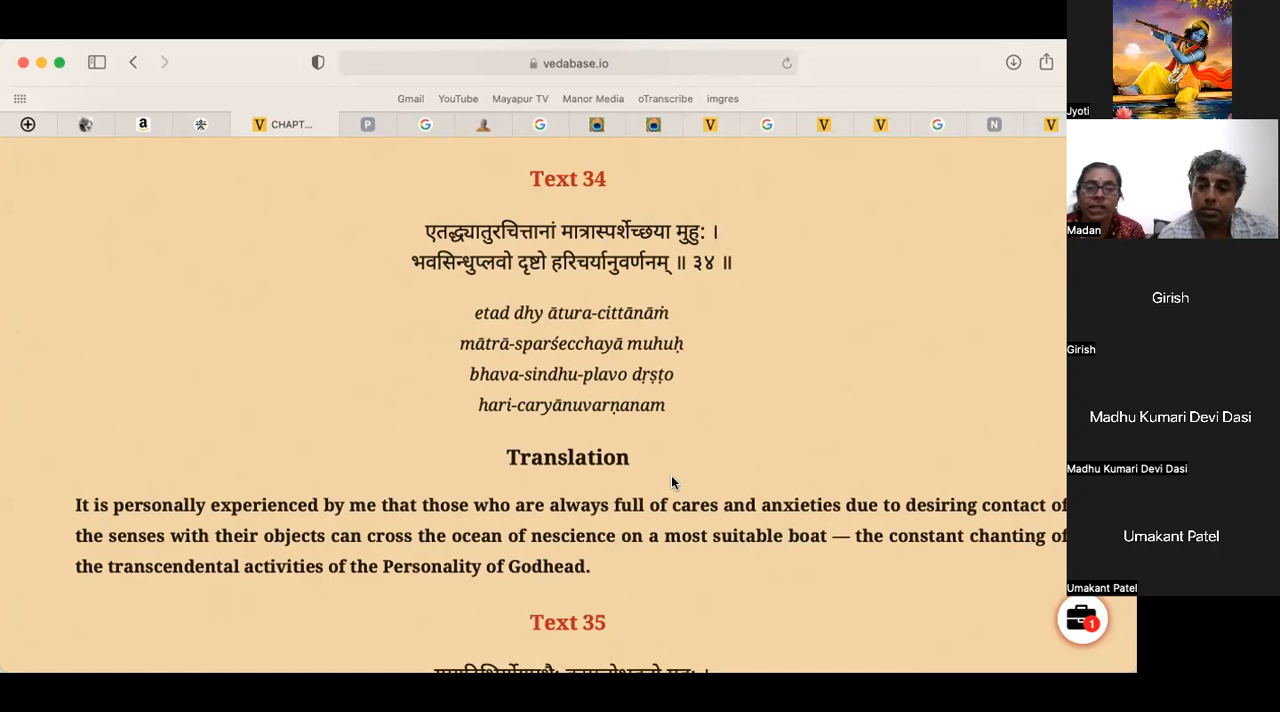 vedabase.io
Gmail YouTube Mayapur TV Manor Media oTranscribe imgres
CHAPT...
Text 34
एतद्ध्यातुरचित्तानां मात्रास्पर्शेच्छया मुहु: ।
भवसिन्धुप्लवो द‍ृष्टो हरिचर्यानुवर्णनम् ॥ ३४ ॥
etad dhy ātura-cittānāṁ
mātrā-sparśecchayā muhuḥ
bhava-sindhu-plavo dṛṣṭo
hari-caryānuvarṇanam
Translation
It is personally experienced by me that those who are always full of cares and anxieties due to desiring contact of
the senses with their objects can cross the ocean of nescience on a most suitable boat — the constant chanting of
the transcendental activities of the Personality of Godhead.
Text 35
1
Jyoti
Madan
Girish
Girish
Madhu Kumari Devi Dasi
Madhu Kumari Devi Dasi
Umakant Patel
Umakant Patel